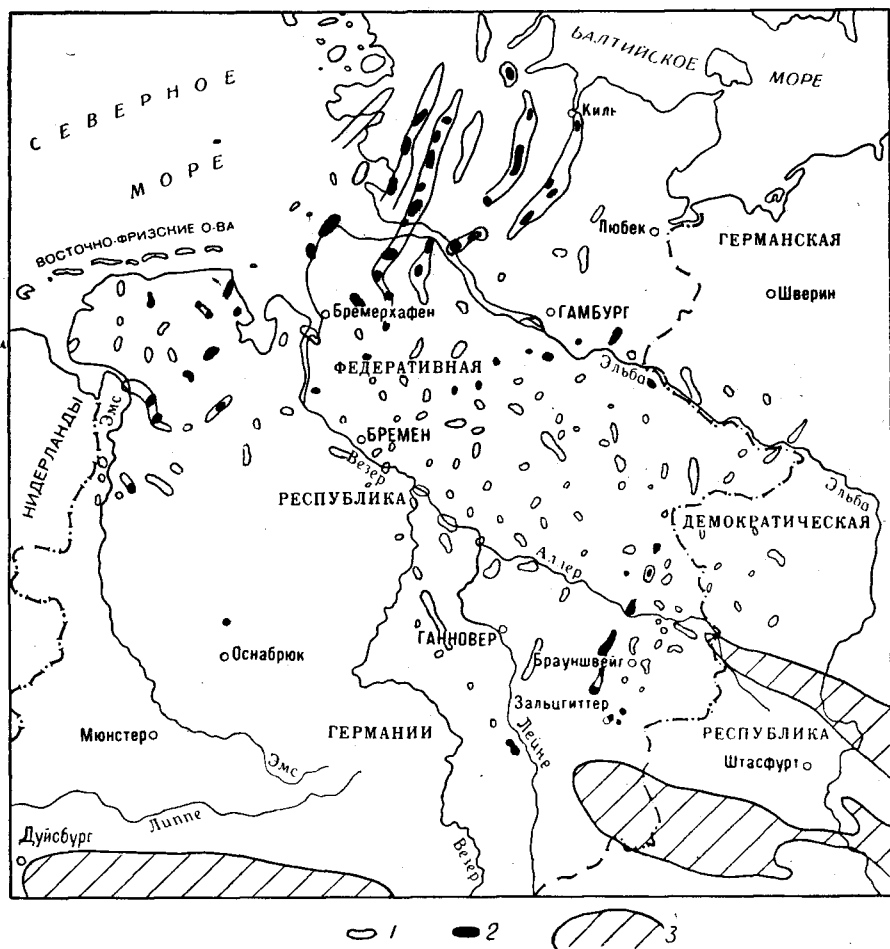 БАЛТИЙСКОЕ МОРЕ
СЕВЕРНОЕ
МОРЕ
Киль
ВОСТОЧНО-ФРИЗСКИЕ О-ВА
Любек
ГЕРМАНСКАЯ
Шверин
Бремерхафен
ГАМБУРГ
ФЕДЕРАТИВНАЯ
Эльба
НИДЕРЛАНДЫ
Эмс
БРЕМЕН
Везер
РЕСПУБЛИКА
Эльба
ДЕМОКРАТИЧЕСКАЯ
Аллер
ГАННОВЕР
Оснабрюк
Брауншвейг
Зальцгиттер
Мюнстер
ГЕРМАНИИ
Лейне
РЕСПУБЛИКА
Штасфурт
Эмс
Липпе
Дуйсбург
Везер
1 2 3